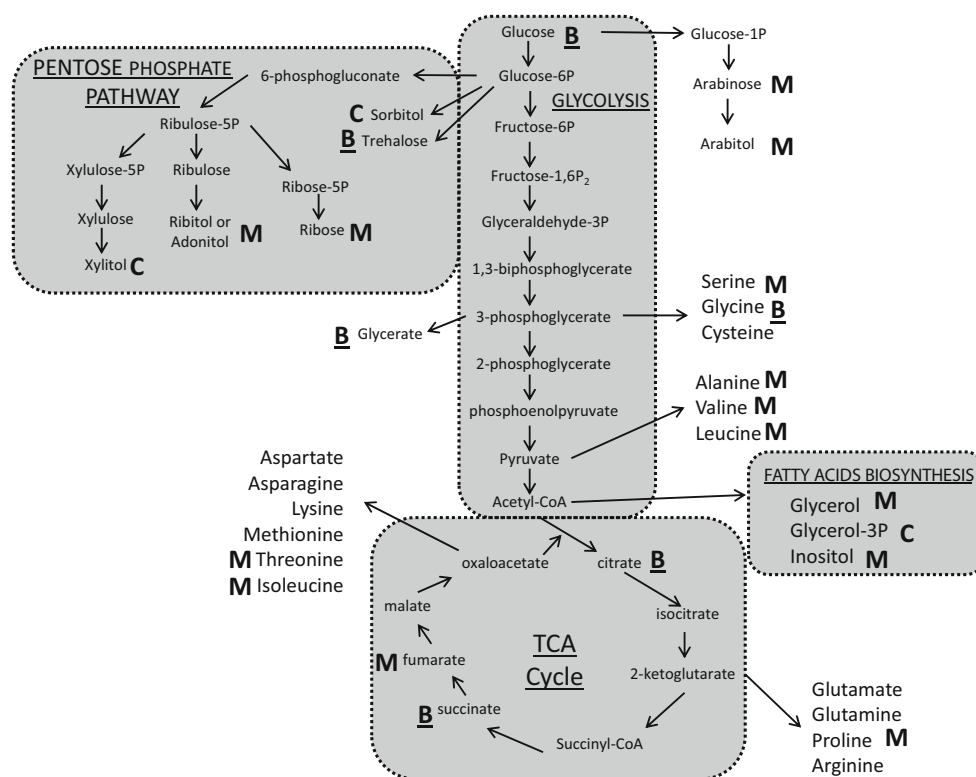 Glucose B
Glucose-1P
PENTOSE PHOSPHATE
PATHWAY
6-phosphogluconate
Glucose-6P
GLYCOLYSIS
Arabinose M
C Sorbitol
B Trehalose
Ribulose-5P
Fructose-6P
Arabitol M
Xylulose-5P
Ribulose
Ribose-5P
Fructose-1,6P₂
Xylulose
Ribitol or
Adonitol M
Ribose M
Glyceraldehyde-3P
Xylitol C
1,3-biphosphoglycerate
Serine M
Glycine B
Cysteine
B Glycerate
3-phosphoglycerate
2-phosphoglycerate
Alanine M
Valine M
Leucine M
phosphoenolpyruvate
Pyruvate
Acetyl-CoA
FATTY ACIDS BIOSYNTHESIS
Glycerol M
Glycerol-3P C
Inositol M
Aspartate
Asparagine
Lysine
Methionine
M Threonine
M Isoleucine
oxaloacetate
citrate B
malate
isocitrate
TCA
Cycle
M fumarate
2-ketoglutarate
B succinate
Succinyl-CoA
Glutamate
Glutamine
Proline M
Arginine